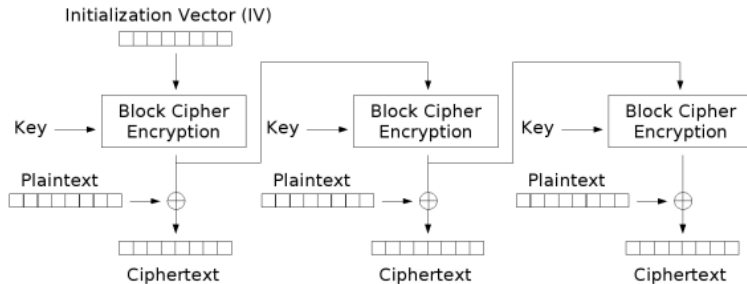 Initialization Vector (IV)
Block Cipher
Encryption
Key
Block Cipher
Encryption
Key
Block Cipher
Encryption
Key
Plaintext
Plaintext
Plaintext
Ciphertext
Ciphertext
Ciphertext